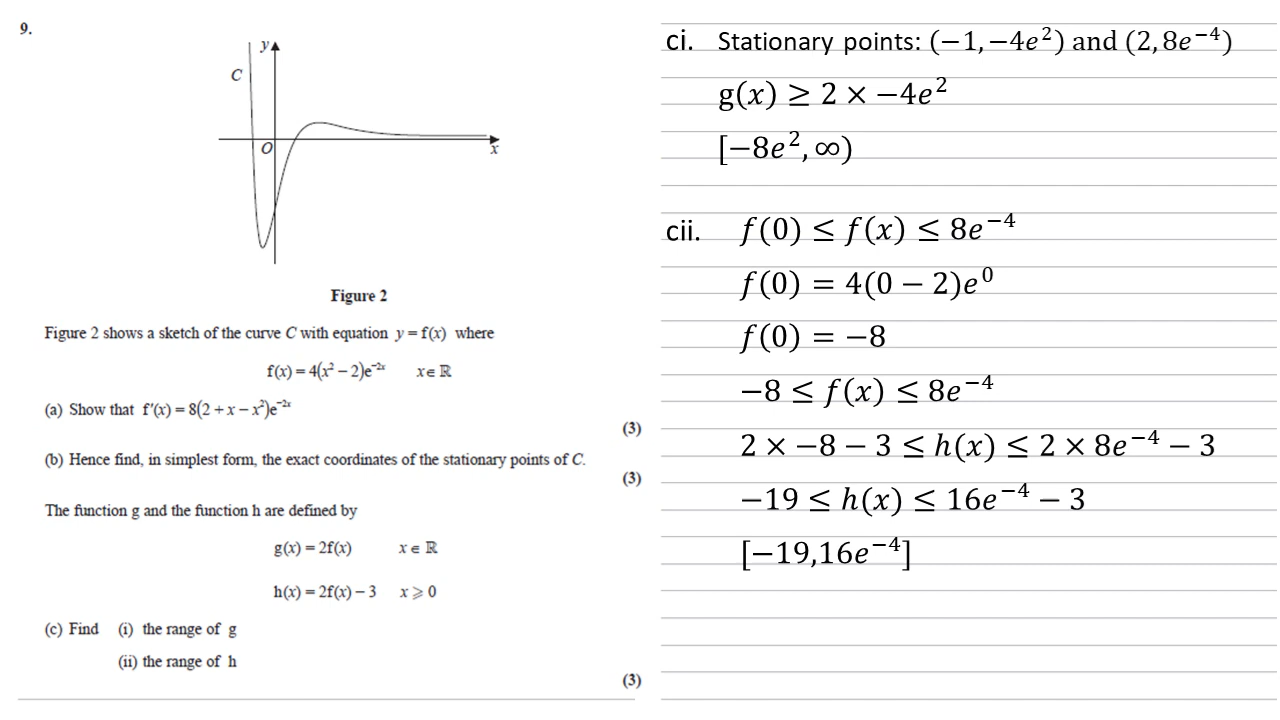 9.
y
C
O
x
Figure 2
Figure 2 shows a sketch of the curve C with equation y = f(x) where
f(x) = 4(x² − 2)e⁻²ˣ x ∈ ℝ
(a) Show that f′(x) = 8(2 + x − x²)e⁻²ˣ
(3)
(b) Hence find, in simplest form, the exact coordinates of the stationary points of C.
(3)
The function g and the function h are defined by
g(x) = 2f(x) x ∈ ℝ
h(x) = 2f(x) − 3 x ⩾ 0
(c) Find (i) the range of g
(ii) the range of h
(3)
ci. Stationary points: (−1, −4e²) and (2, 8e⁻⁴)
g(x) ≥ 2 × −4e²
[−8e², ∞)
cii. f(0) ≤ f(x) ≤ 8e⁻⁴
f(0) = 4(0 − 2)e⁰
f(0) = −8
−8 ≤ f(x) ≤ 8e⁻⁴
2 × −8 − 3 ≤ h(x) ≤ 2 × 8e⁻⁴ − 3
−19 ≤ h(x) ≤ 16e⁻⁴ − 3
[−19,16e⁻⁴]